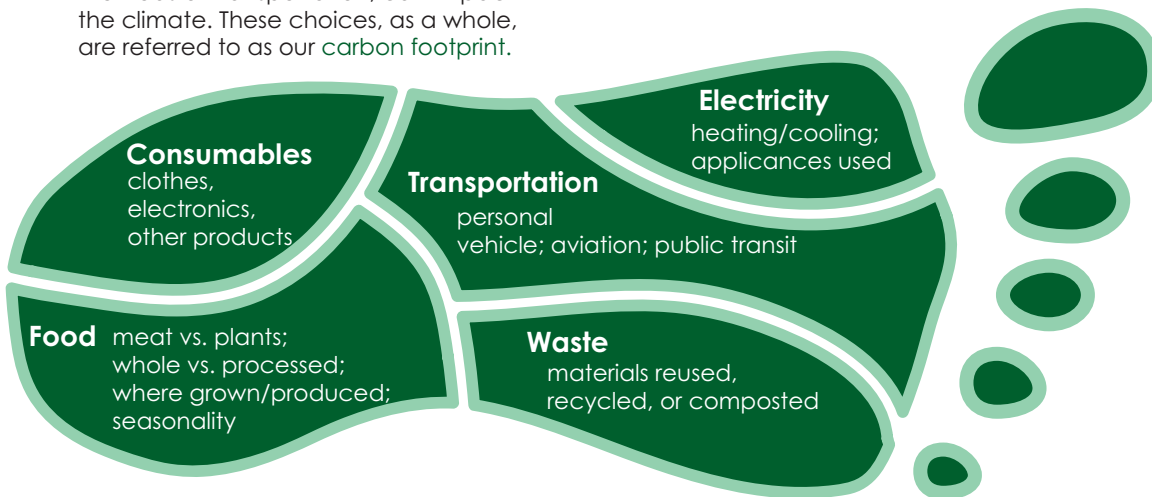 the climate. These choices, as a whole,
are referred to as our carbon footprint.
Electricity
heating/cooling;
applicances used
Consumables
clothes,
electronics,
other products
Transportation
personal
vehicle; aviation; public transit
Food meat vs. plants;
whole vs. processed;
where grown/produced;
seasonality
Waste
materials reused,
recycled, or composted